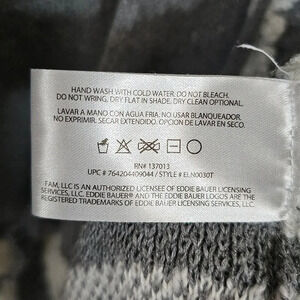 HAND WASH WITH COLD WATER. DO NOT BLEACH.
DO NOT WRING, DRY FLAT IN SHADE, DRY CLEAN OPTIONAL.
LAVAR A MANO CON AGUA FRIA. NO USAR BLANQUEADOR.
NO EXPRIMIR. SECAR EXTENDIDO. OPCION LAVAR EN SECO.
RN# 137013
UPC # 764204409044 / STYLE # ELN0030T
FAM, LLC. IS AN AUTHORIZED LICENSEE OF EDDIE BAUER LICENSING
SERVICES, LLC. EDDIE BAUER® AND THE EDDIE BAUER LOGOS ARE THE
REGISTERED TRADEMARKS OF EDDIE BAUER LICENSING SERVICES LLC.